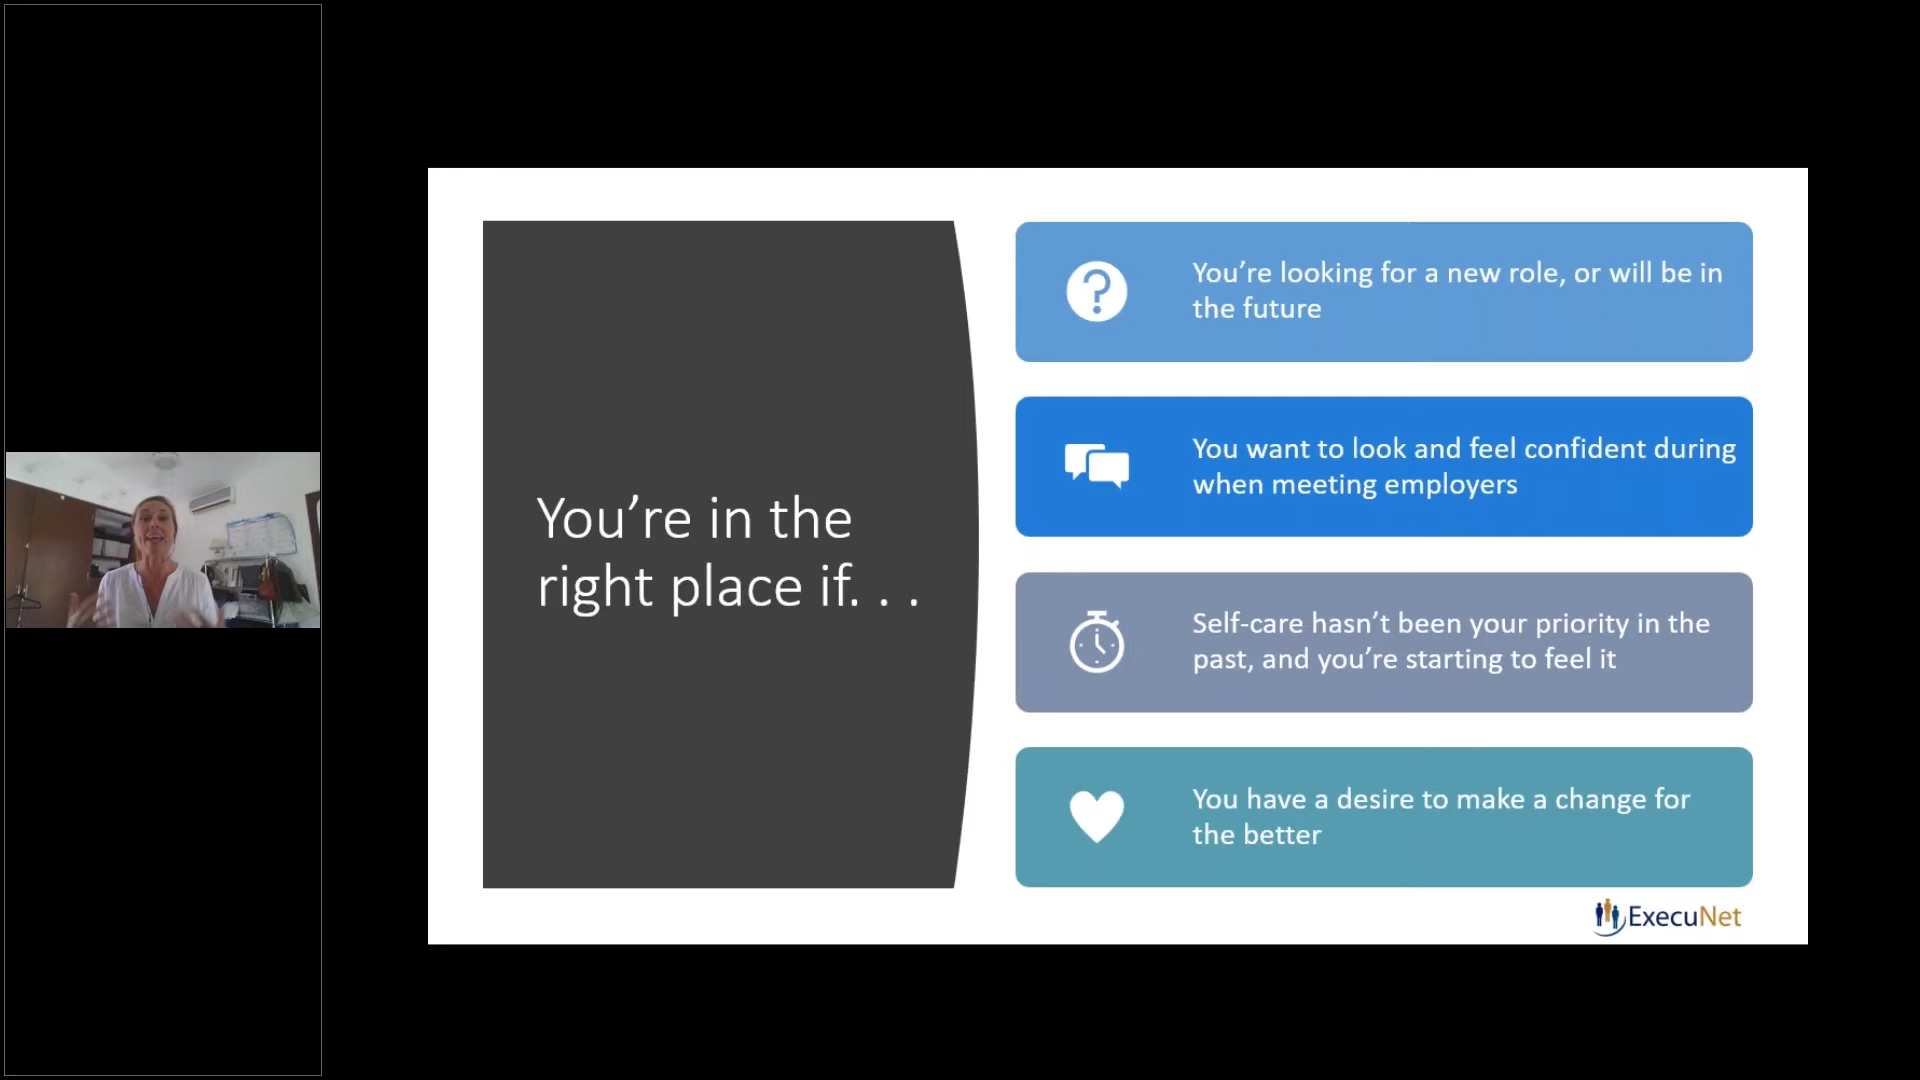 You’re in the
right place if. . .
You’re looking for a new role, or will be in
the future
You want to look and feel confident during
when meeting employers
Self-care hasn’t been your priority in the
past, and you’re starting to feel it
You have a desire to make a change for
the better
ExecuNet